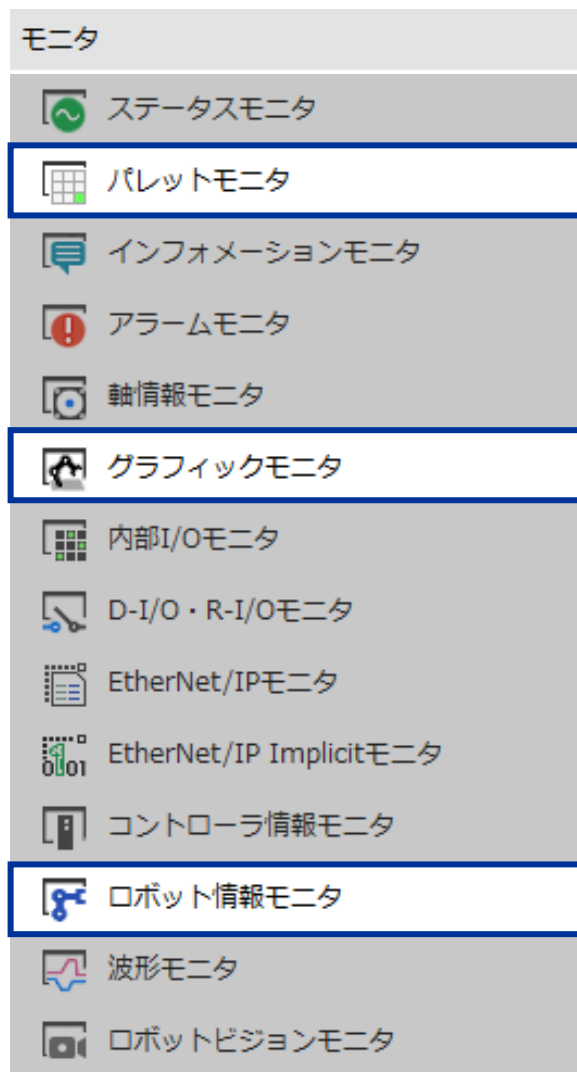 モニタ
ステータスモニタ
パレットモニタ
インフォメーションモニタ
アラームモニタ
軸情報モニタ
グラフィックモニタ
内部I/Oモニタ
D-I/O・R-I/Oモニタ
EtherNet/IPモニタ
EtherNet/IP Implicitモニタ
コントローラ情報モニタ
ロボット情報モニタ
波形モニタ
ロボットビジョンモニタ